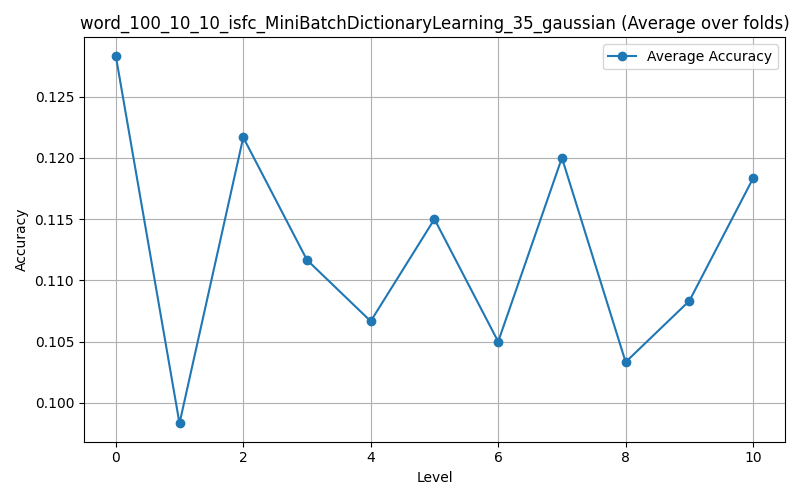 word_100_10_10_isfc_MiniBatchDictionaryLearning_35_gaussian (Average over folds)
Average Accuracy
0.125
0.120
0.115
0.110
0.105
0.100
Accuracy
0 2 4 6 8 10
Level